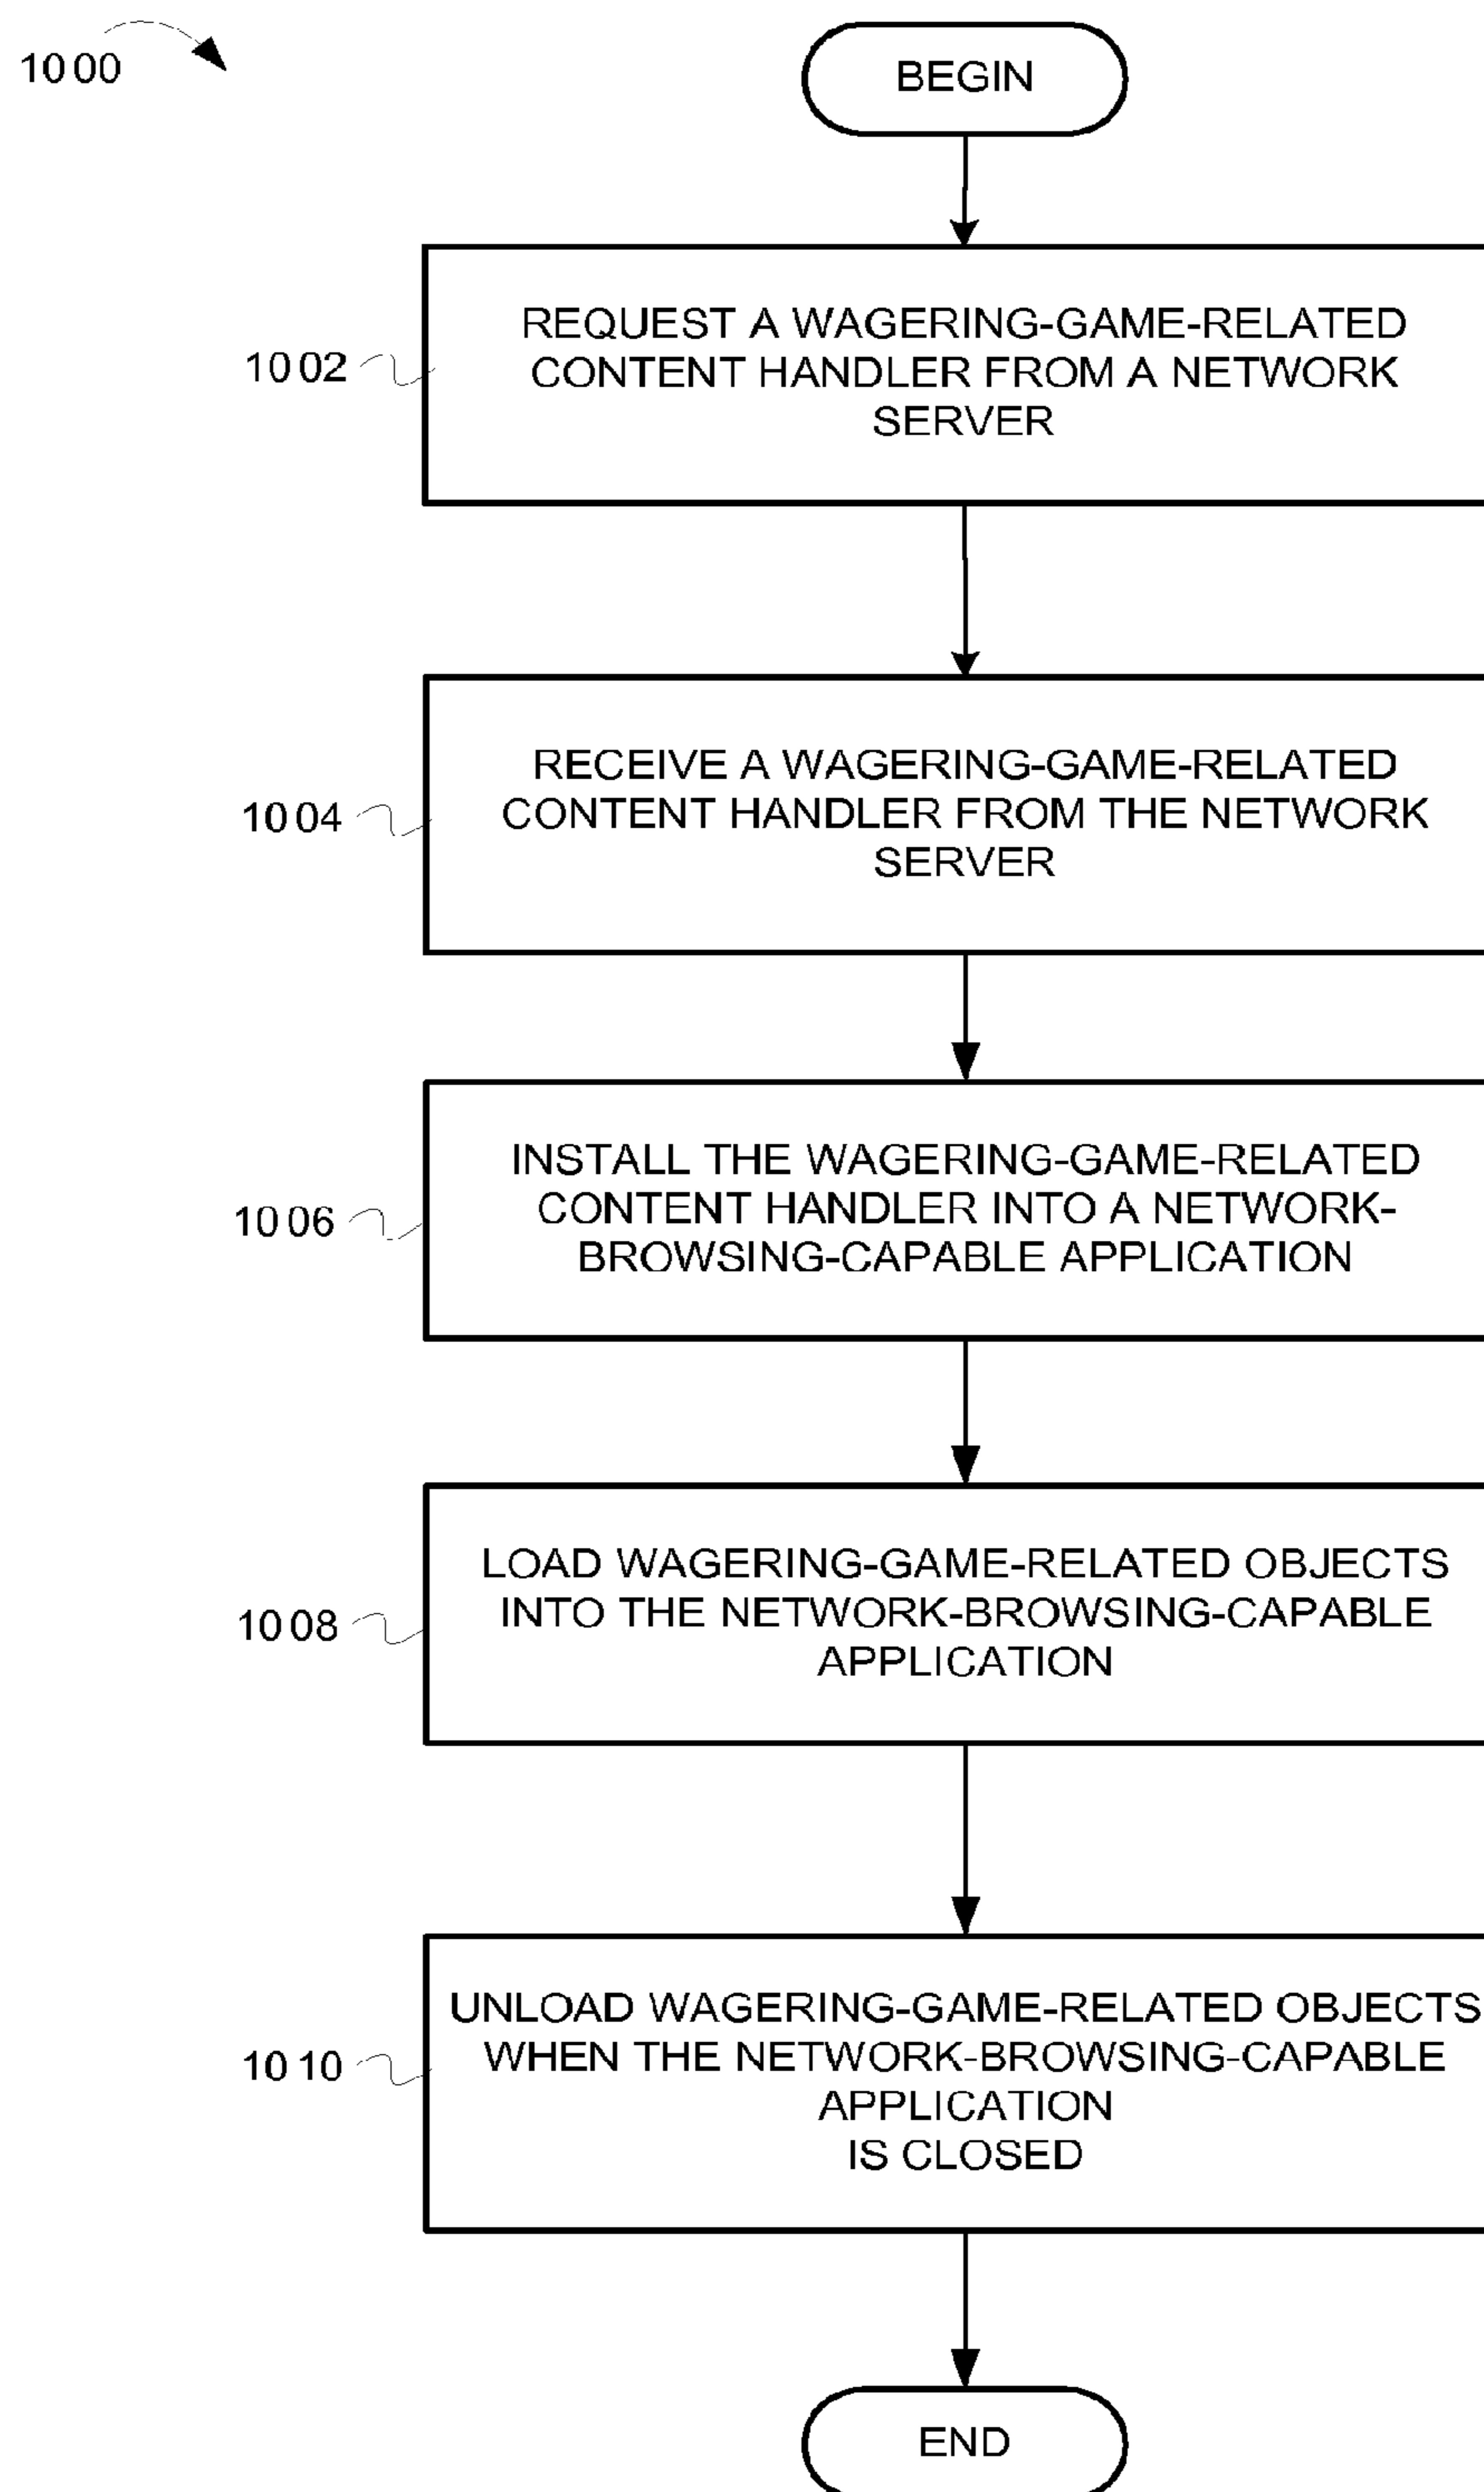 1000
BEGIN
1002
REQUEST A WAGERING-GAME-RELATED
CONTENT HANDLER FROM A NETWORK
SERVER
1004
RECEIVE A WAGERING-GAME-RELATED
CONTENT HANDLER FROM THE NETWORK
SERVER
1006
INSTALL THE WAGERING-GAME-RELATED
CONTENT HANDLER INTO A NETWORK-
BROWSING-CAPABLE APPLICATION
1008
LOAD WAGERING-GAME-RELATED OBJECTS
INTO THE NETWORK-BROWSING-CAPABLE
APPLICATION
1010
UNLOAD WAGERING-GAME-RELATED OBJECTS
WHEN THE NETWORK-BROWSING-CAPABLE
APPLICATION
IS CLOSED
END